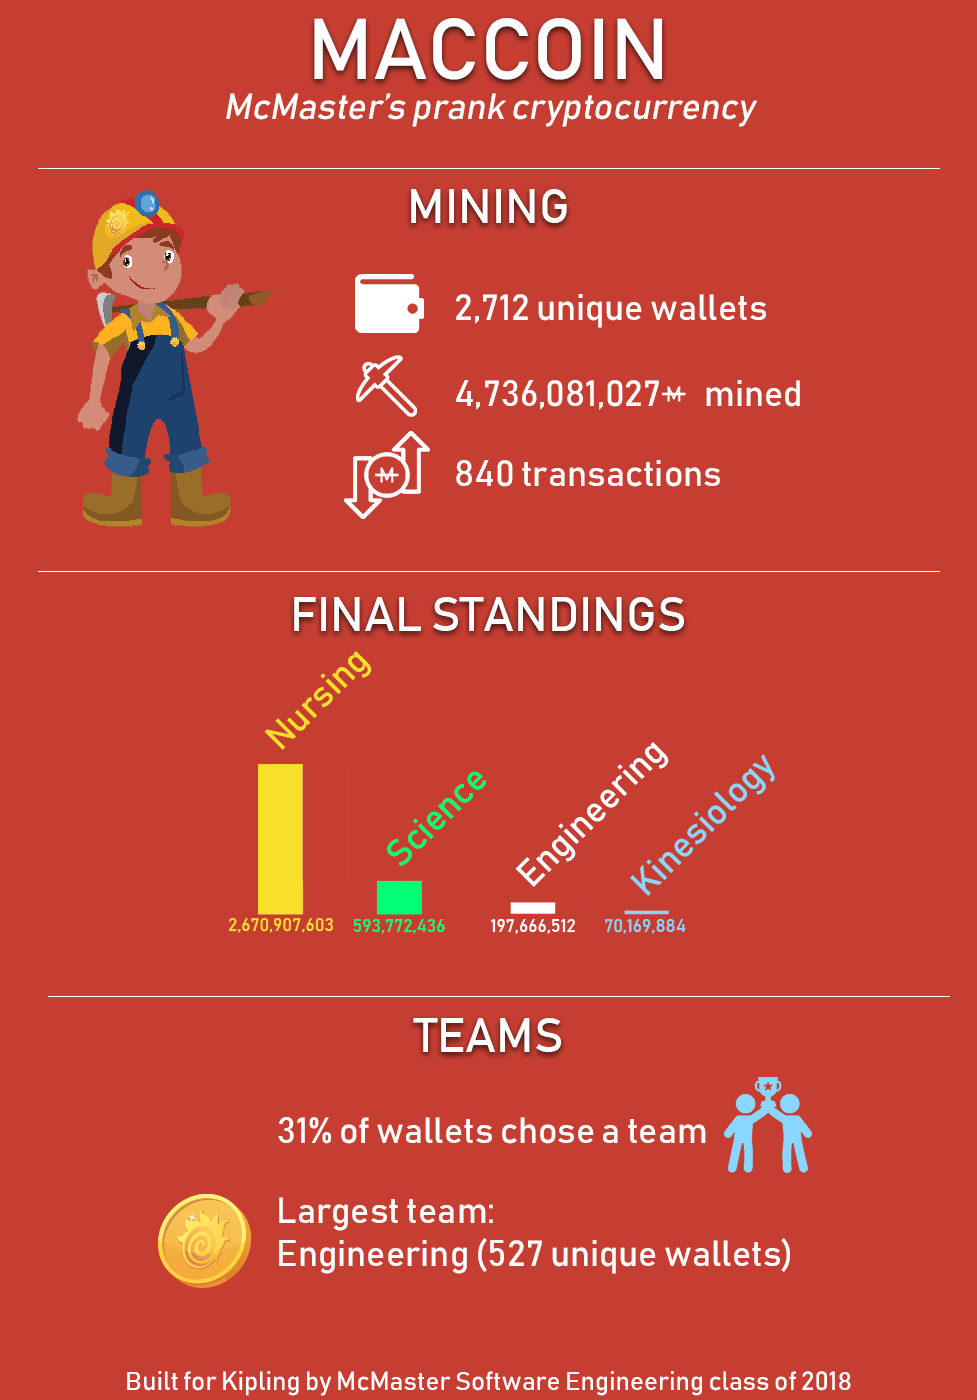 MACCOIN
McMaster's prank cryptocurrency
MINING
2,712 unique wallets
4,736,081,027 mined
840 transactions
FINAL STANDINGS
Nursing
Science
Engineering
Kinesiology
2,670,907,603
593,772,436
197,666,512
70,169,884
TEAMS
31% of wallets chose a team
Largest team:
Engineering (527 unique wallets)
Built for Kipling by McMaster Software Engineering class of 2018